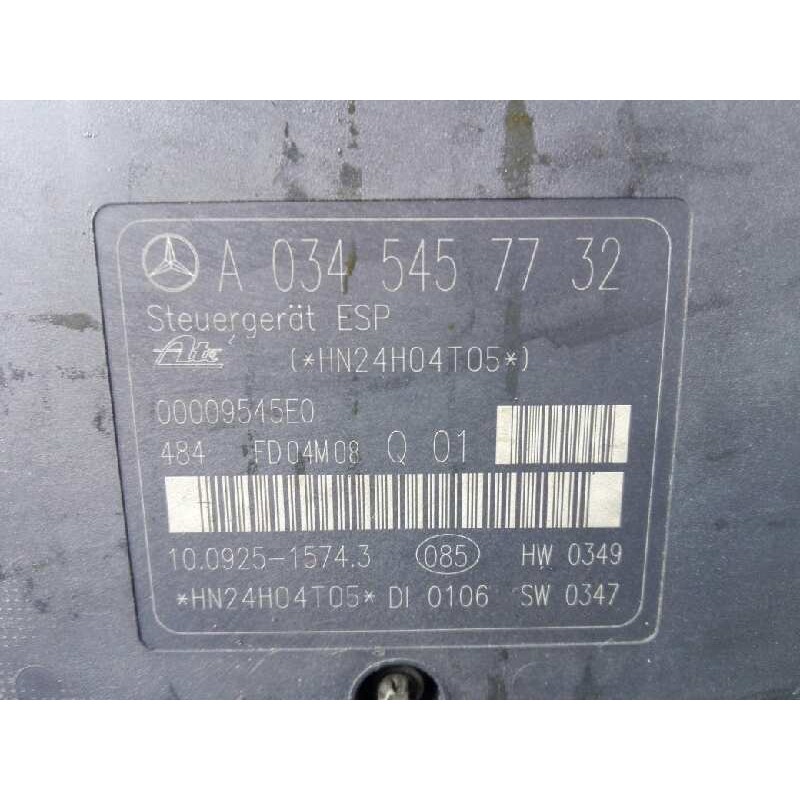 A 034 545 77 32
Steuergerät ESP
Ate (*HN24H04T05*)
00009545E0
484 FD04M08 Q 01
10.0925-1574.3 085 HW 0349
*HN24H04T05* DI 0106 SW 0347